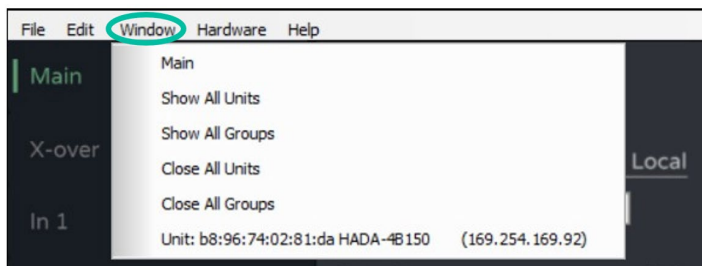 File Edit Window Hardware Help
Main
Main
Show All Units
Show All Groups
X-over
Close All Units
Local
Close All Groups
In 1
Unit: b8:96:74:02:81:da HADA-4B150 (169.254.169.92)